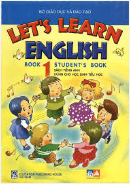 BỘ GIÁO DỤC VÀ ĐÀO TẠO
LET'S LEARN
ENGLISH
BOOK 1 STUDENT'S BOOK
SÁCH TIẾNG ANH
DÙNG CHO HỌC SINH TIỂU HỌC